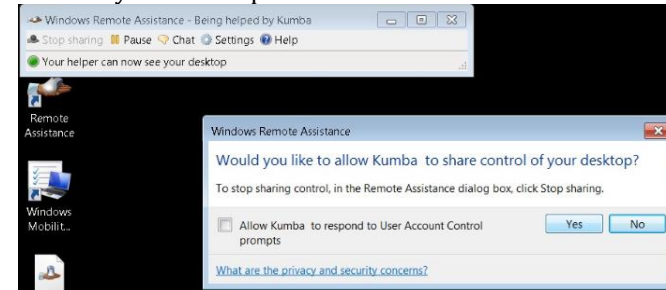 Windows Remote Assistance - Being helped by Kumba
Stop sharing Pause Chat Settings Help
Your helper can now see your desktop
Remote
Assistance
Windows Remote Assistance
Would you like to allow Kumba to share control of your desktop?
To stop sharing control, in the Remote Assistance dialog box, click Stop sharing.
Windows
Mobilit...
Allow Kumba to respond to User Account Control
prompts
Yes No
What are the privacy and security concerns?